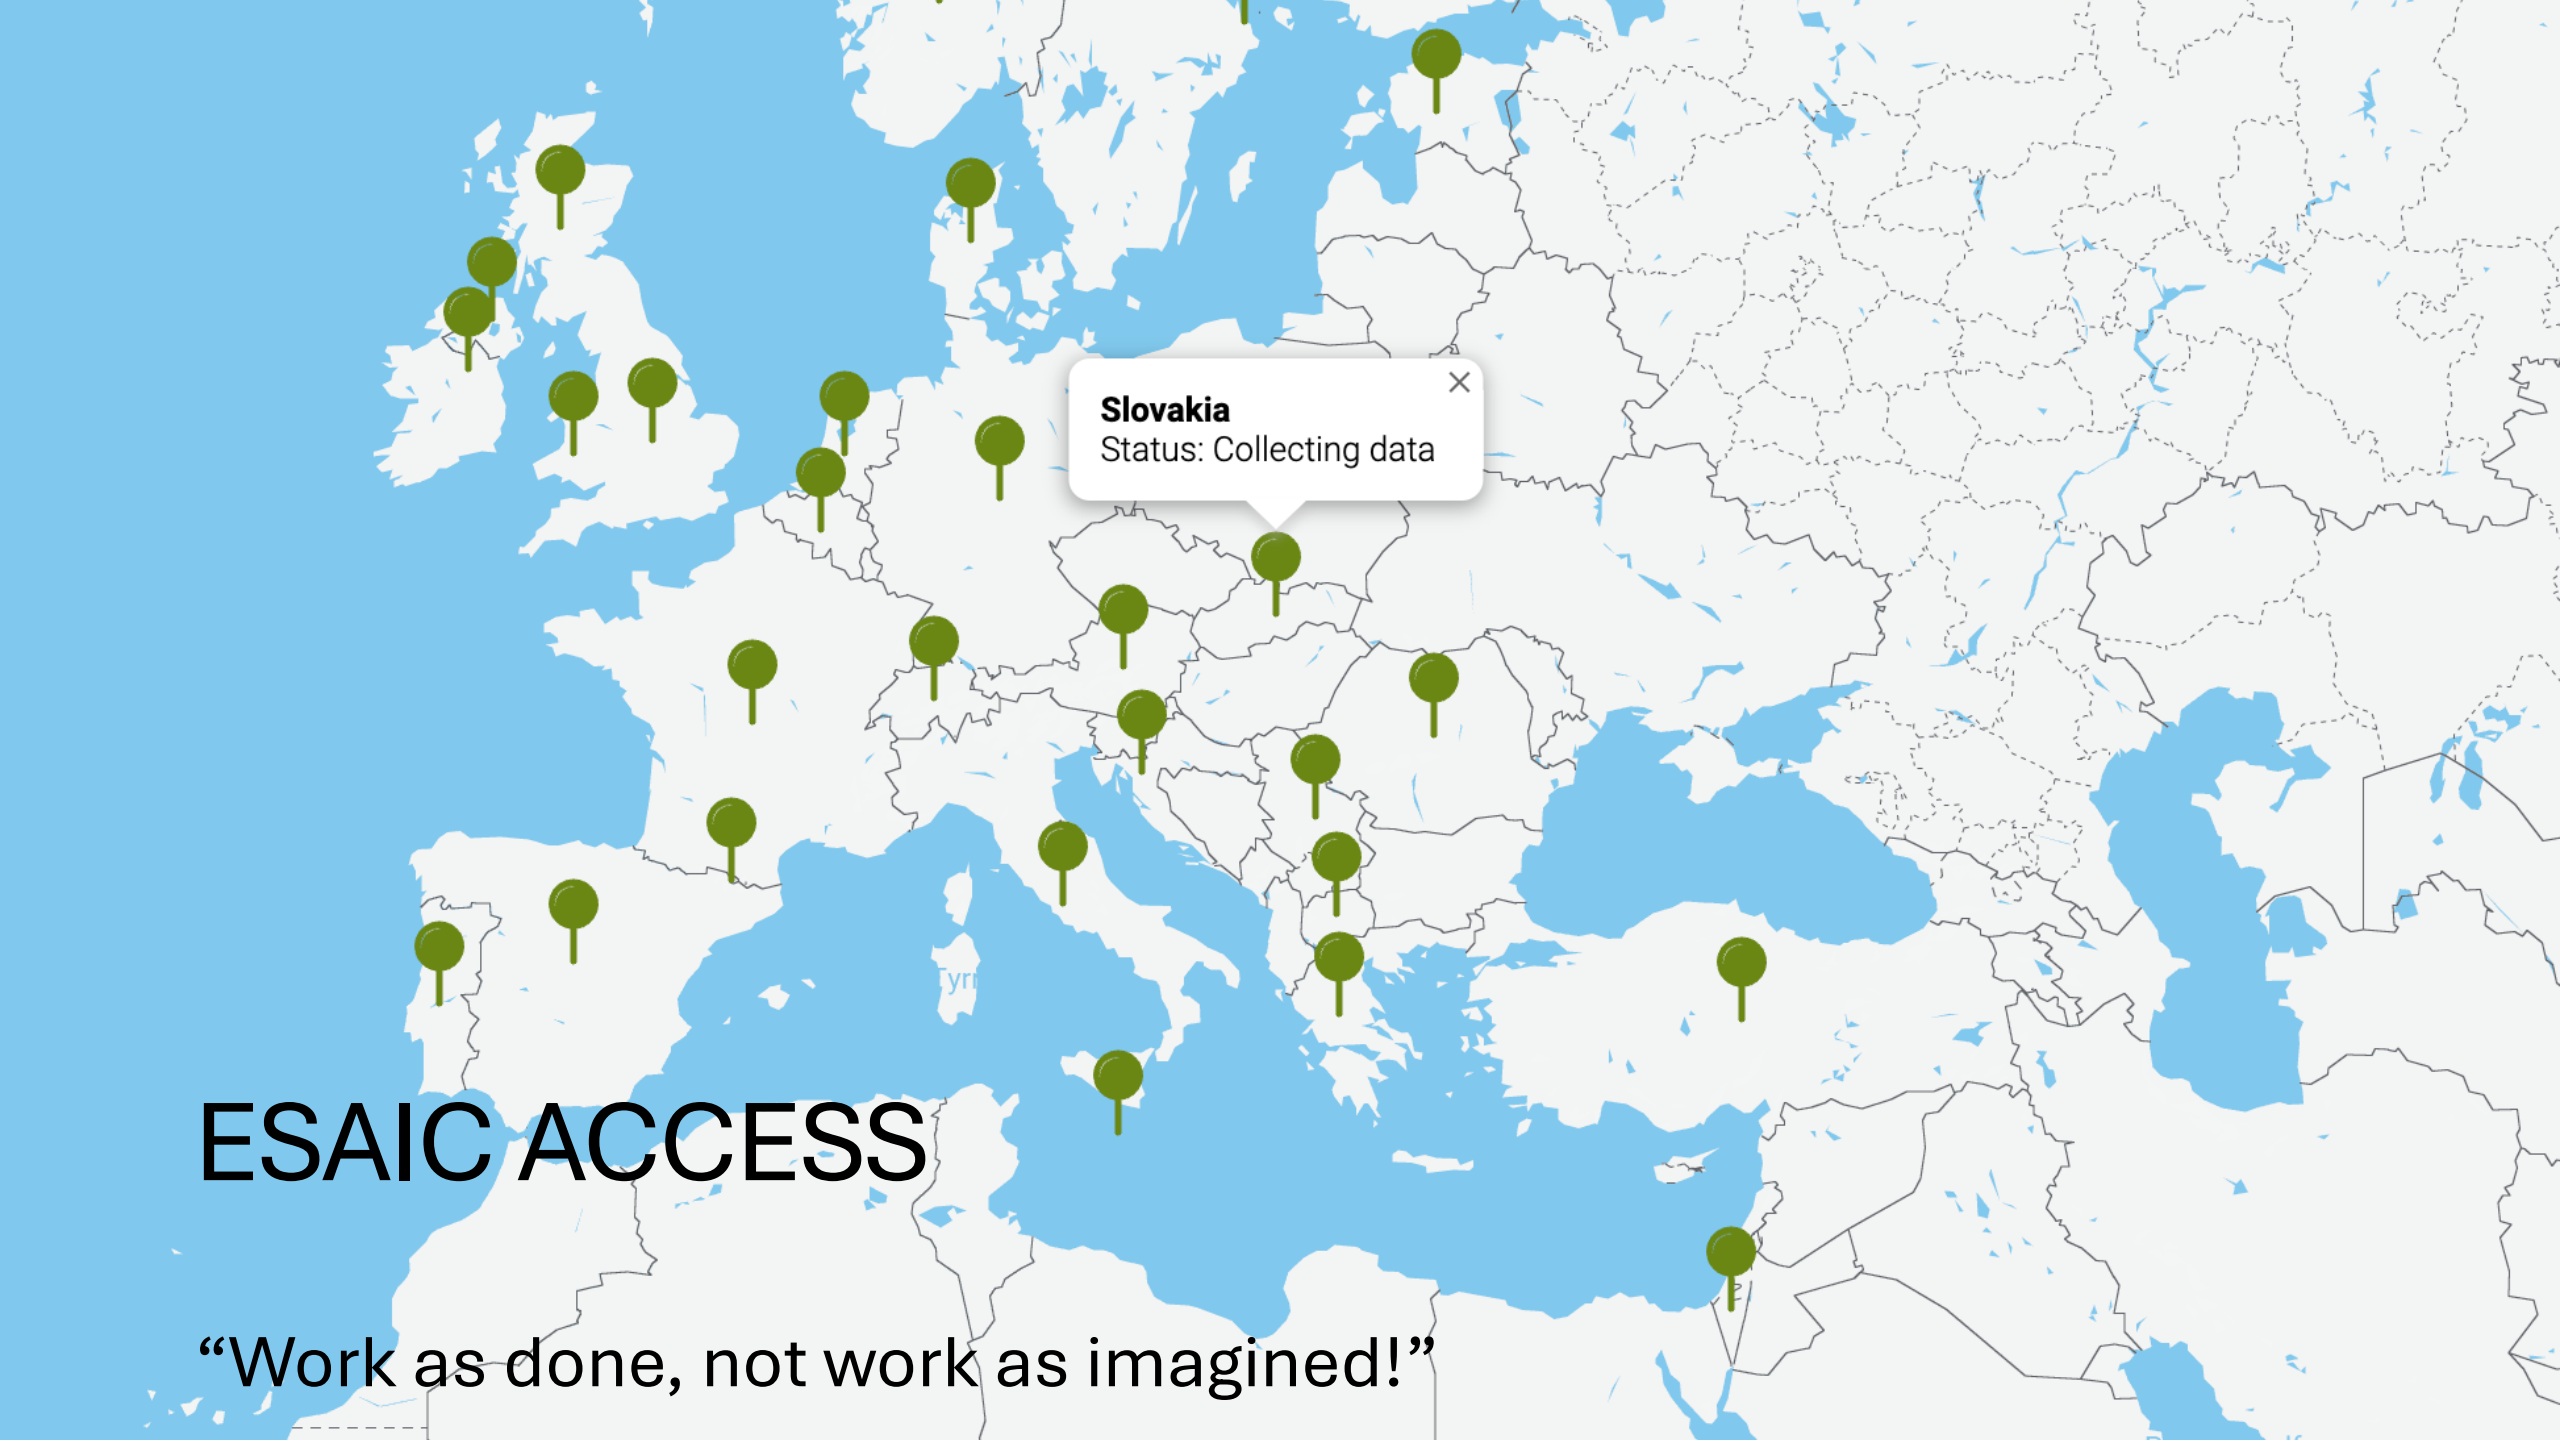 Slovakia
Status: Collecting data
ESAIC ACCESS
“Work as done, not work as imagined!”